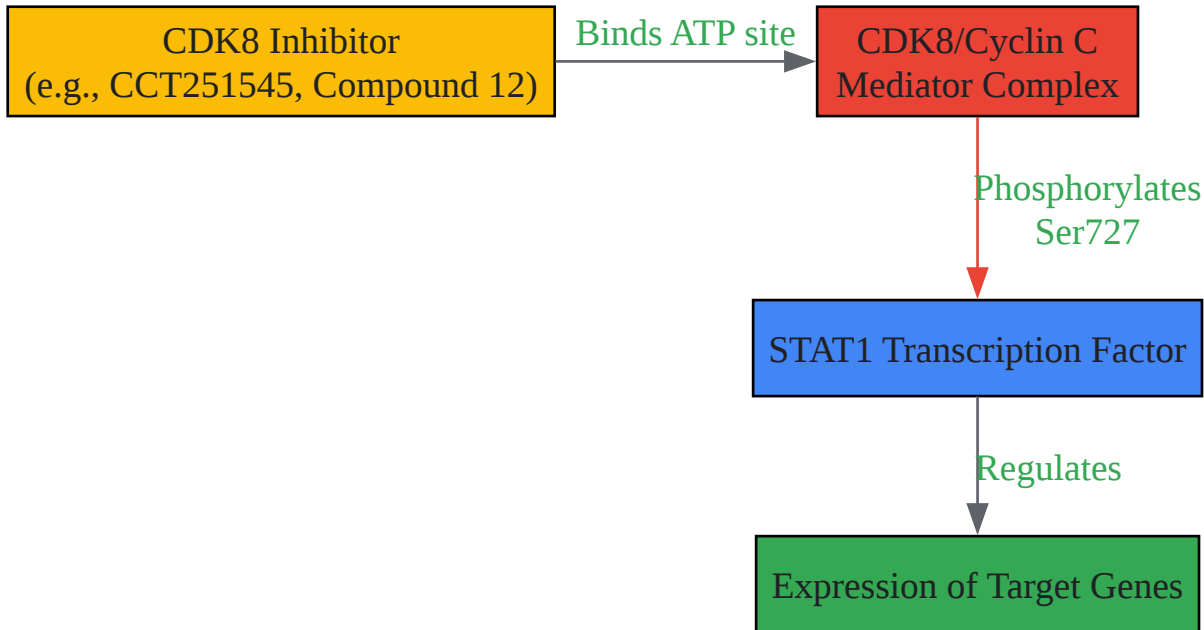 CDK8 Inhibitor
(e.g., CCT251545, Compound 12)
Binds ATP site
CDK8/Cyclin C
Mediator Complex
Phosphorylates
Ser727
STAT1 Transcription Factor
Regulates
Expression of Target Genes